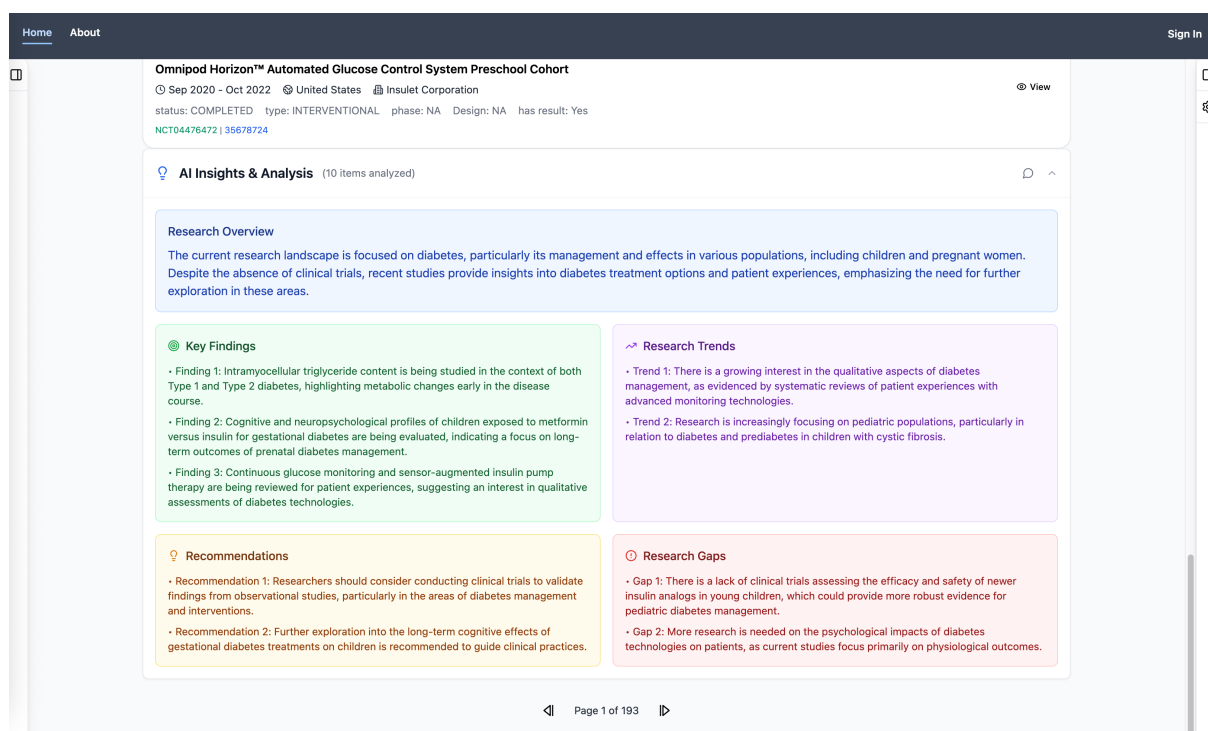 Home About Sign In
Omnipod Horizon™ Automated Glucose Control System Preschool Cohort
Sep 2020 - Oct 2022 United States Insulet Corporation
View
status: COMPLETED type: INTERVENTIONAL phase: NA Design: NA has result: Yes
NCT04476472 | 35678724
AI Insights & Analysis (10 items analyzed)
Research Overview
The current research landscape is focused on diabetes, particularly its management and effects in various populations, including children and pregnant women.
Despite the absence of clinical trials, recent studies provide insights into diabetes treatment options and patient experiences, emphasizing the need for further
exploration in these areas.
Key Findings
• Finding 1: Intramyocellular triglyceride content is being studied in the context of both
Type 1 and Type 2 diabetes, highlighting metabolic changes early in the disease
course.
• Finding 2: Cognitive and neuropsychological profiles of children exposed to metformin
versus insulin for gestational diabetes are being evaluated, indicating a focus on long-
term outcomes of prenatal diabetes management.
• Finding 3: Continuous glucose monitoring and sensor-augmented insulin pump
therapy are being reviewed for patient experiences, suggesting an interest in qualitative
assessments of diabetes technologies.
Research Trends
• Trend 1: There is a growing interest in the qualitative aspects of diabetes
management, as evidenced by systematic reviews of patient experiences with
advanced monitoring technologies.
• Trend 2: Research is increasingly focusing on pediatric populations, particularly in
relation to diabetes and prediabetes in children with cystic fibrosis.
Recommendations
• Recommendation 1: Researchers should consider conducting clinical trials to validate
findings from observational studies, particularly in the areas of diabetes management
and interventions.
• Recommendation 2: Further exploration into the long-term cognitive effects of
gestational diabetes treatments on children is recommended to guide clinical practices.
Research Gaps
• Gap 1: There is a lack of clinical trials assessing the efficacy and safety of newer
insulin analogs in young children, which could provide more robust evidence for
pediatric diabetes management.
• Gap 2: More research is needed on the psychological impacts of diabetes
technologies on patients, as current studies focus primarily on physiological outcomes.
Page 1 of 193